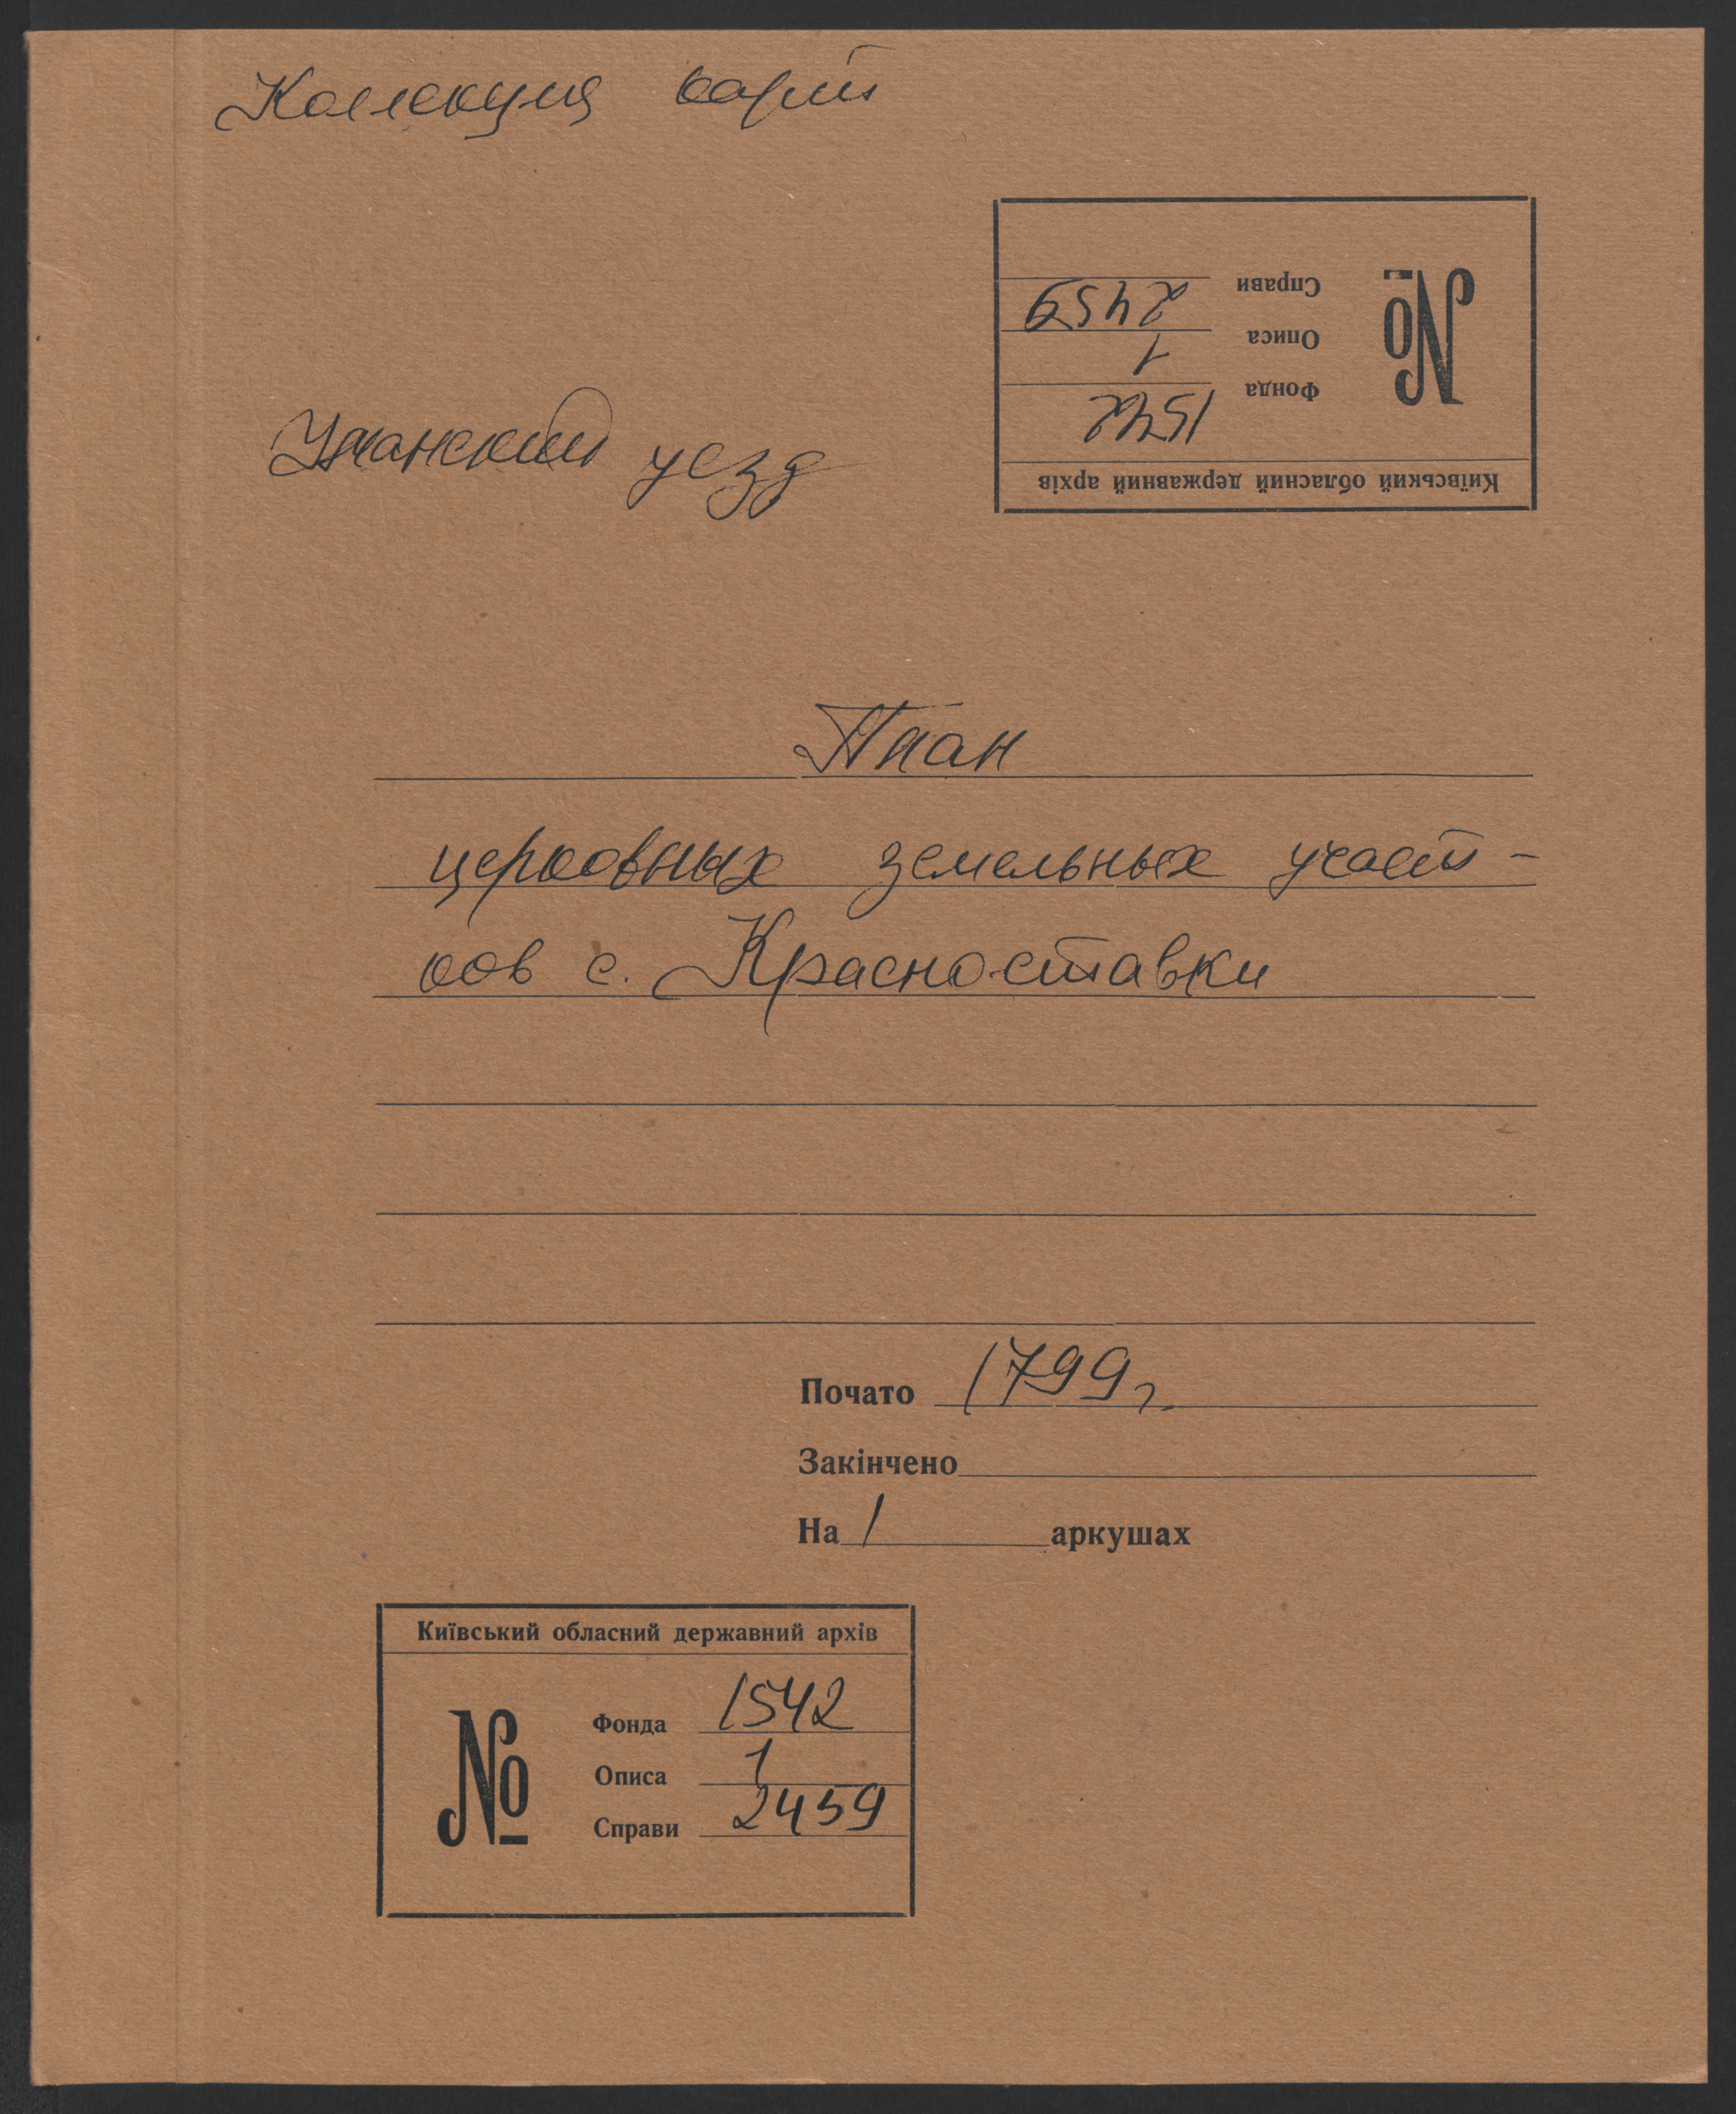 Коллекция карт
Справи 2459
Описа 1
Фонда 1542
№
Київський обласний державний архів
Уманский уезд
План
церковных земельных участ-
ков с. Красноставки
Почато 1799 г.
Закінчено
На 1 аркушах
Київський обласний державний архів
№
Фонда 1542
Описа 1
Справи 2459